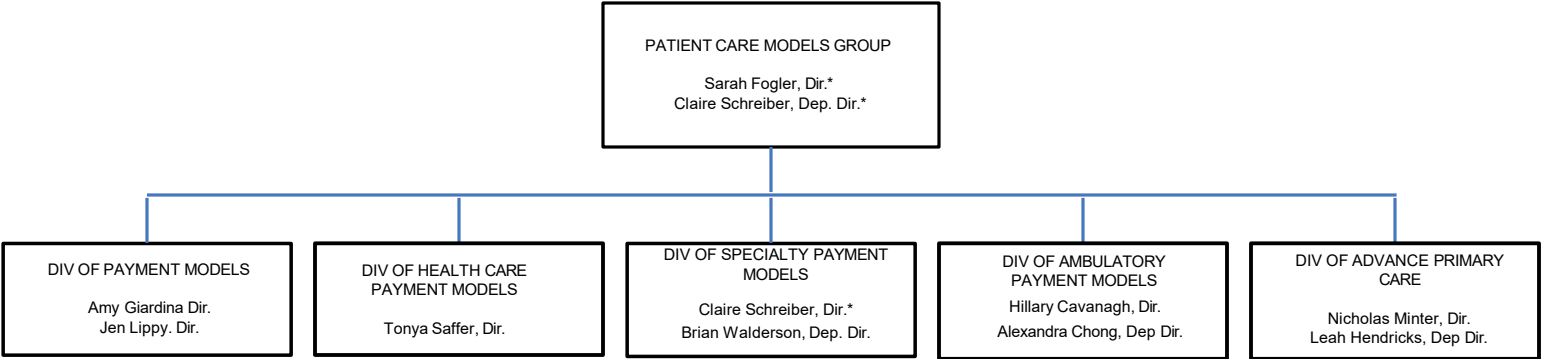 PATIENT CARE MODELS GROUP
Sarah Fogler, Dir.*
Claire Schreiber, Dep. Dir.*
DIV OF PAYMENT MODELS
Amy Giardina Dir.
Jen Lippy. Dir.
DIV OF HEALTH CARE
PAYMENT MODELS
Tonya Saffer, Dir.
DIV OF SPECIALTY PAYMENT
MODELS
Claire Schreiber, Dir.*
Brian Walderson, Dep. Dir.
DIV OF AMBULATORY
PAYMENT MODELS
Hillary Cavanagh, Dir.
Alexandra Chong, Dep Dir.
DIV OF ADVANCE PRIMARY
CARE
Nicholas Minter, Dir.
Leah Hendricks, Dep Dir.